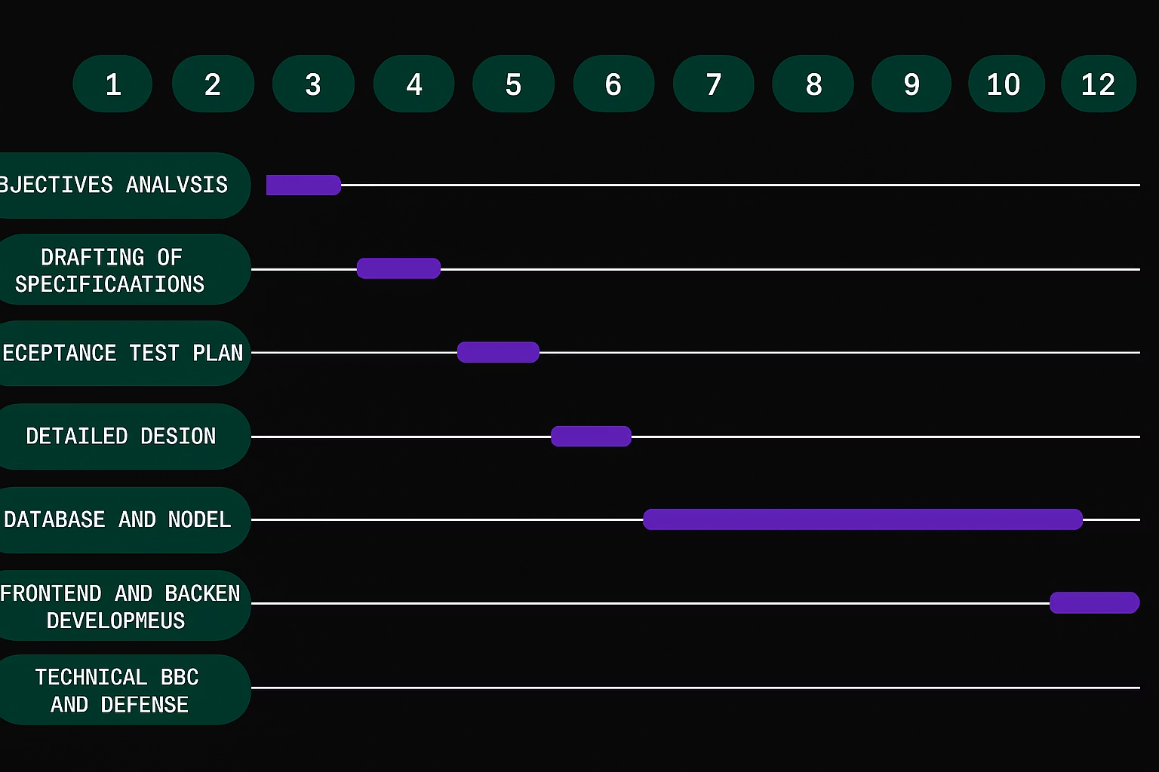 1 2 3 4 5 6 7 8 9 10 12
BJECTIVES ANALVSIS
DRAFTING OF
SPECIFICAATIONS
ECEPTANCE TEST PLAN
DETAILED DESION
DATABASE AND NODEL
FRONTEND AND BACKEN
DEVELOPMEUS
TECHNICAL BBC
AND DEFENSE